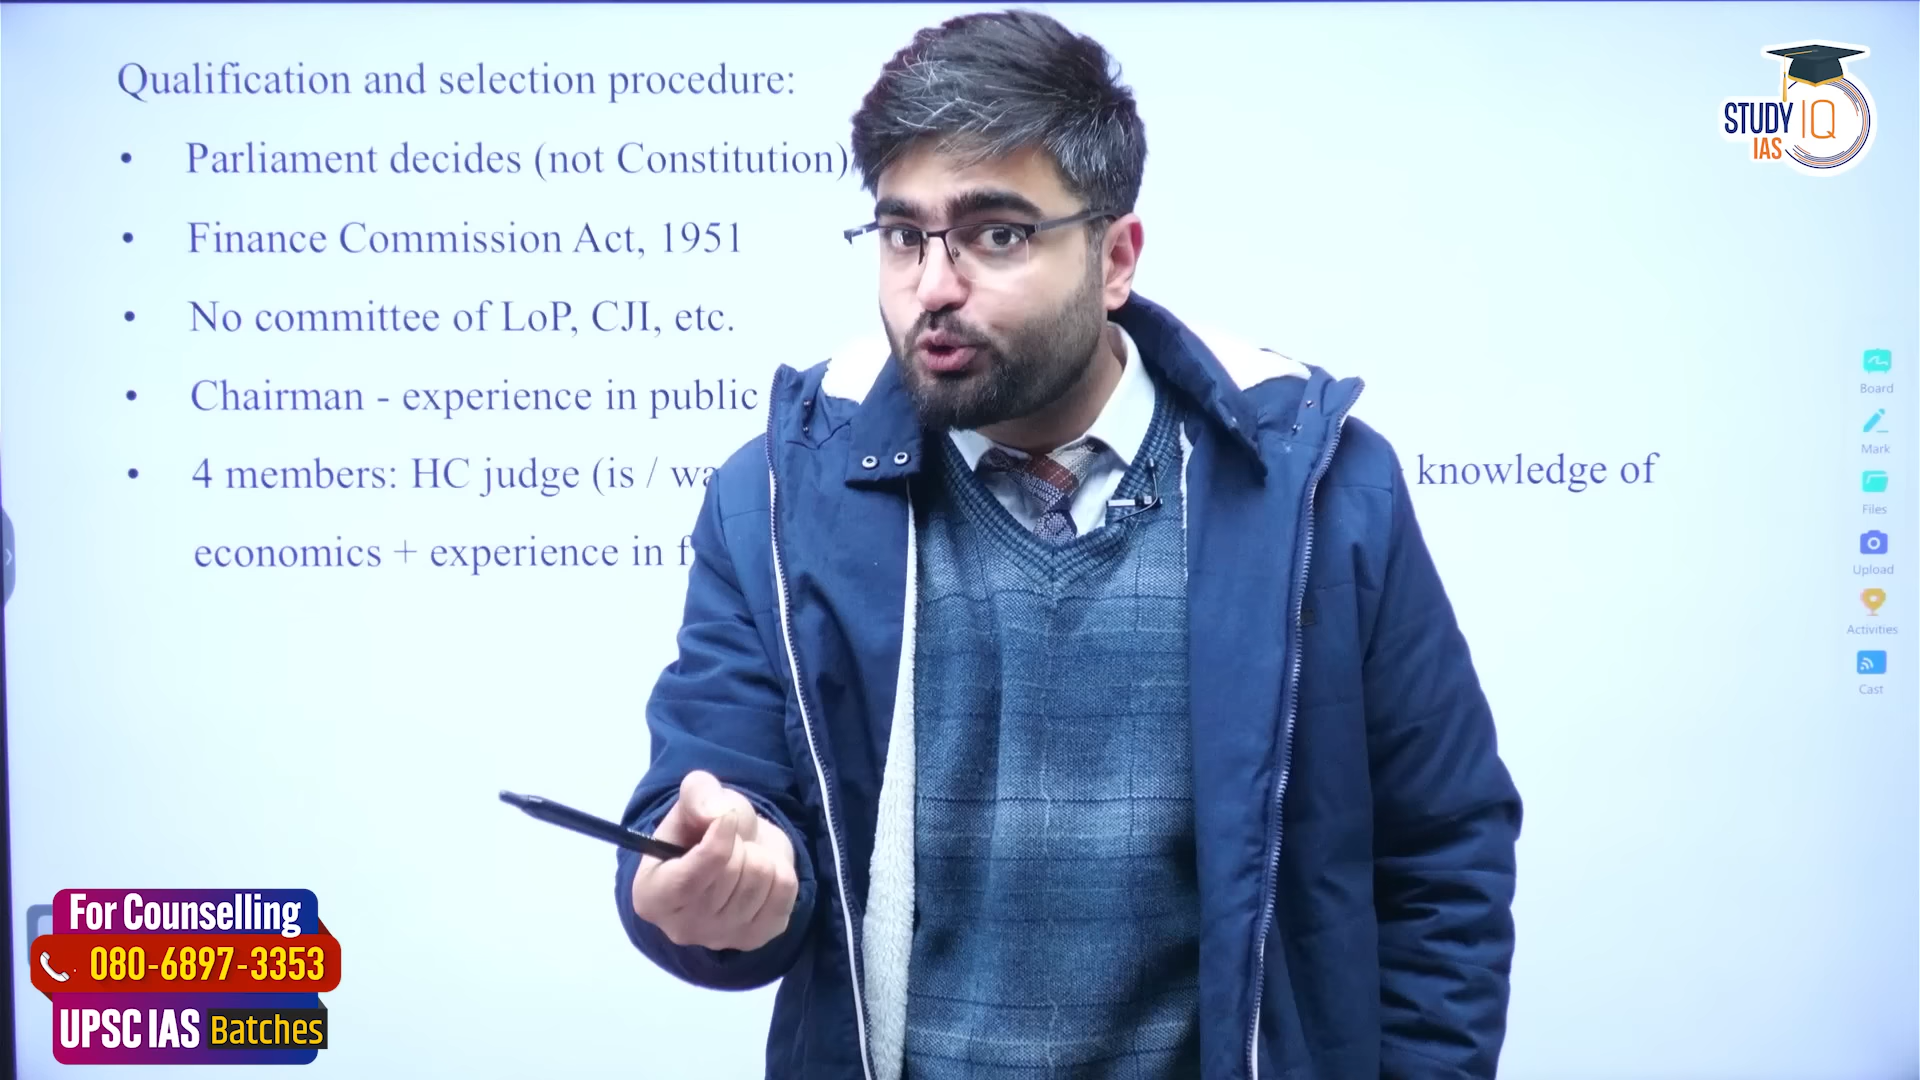 Qualification and selection procedure:
• Parliament decides (not Constitution)
• Finance Commission Act, 1951
• No committee of LoP, CJI, etc.
• Chairman - experience in public
• 4 members: HC judge (is / knowledge of
economics + experience in
STUDY IQ
IAS
Board
Mark
Files
Upload
Activities
Cast
For Counselling
080-6897-3353
UPSC IAS Batches